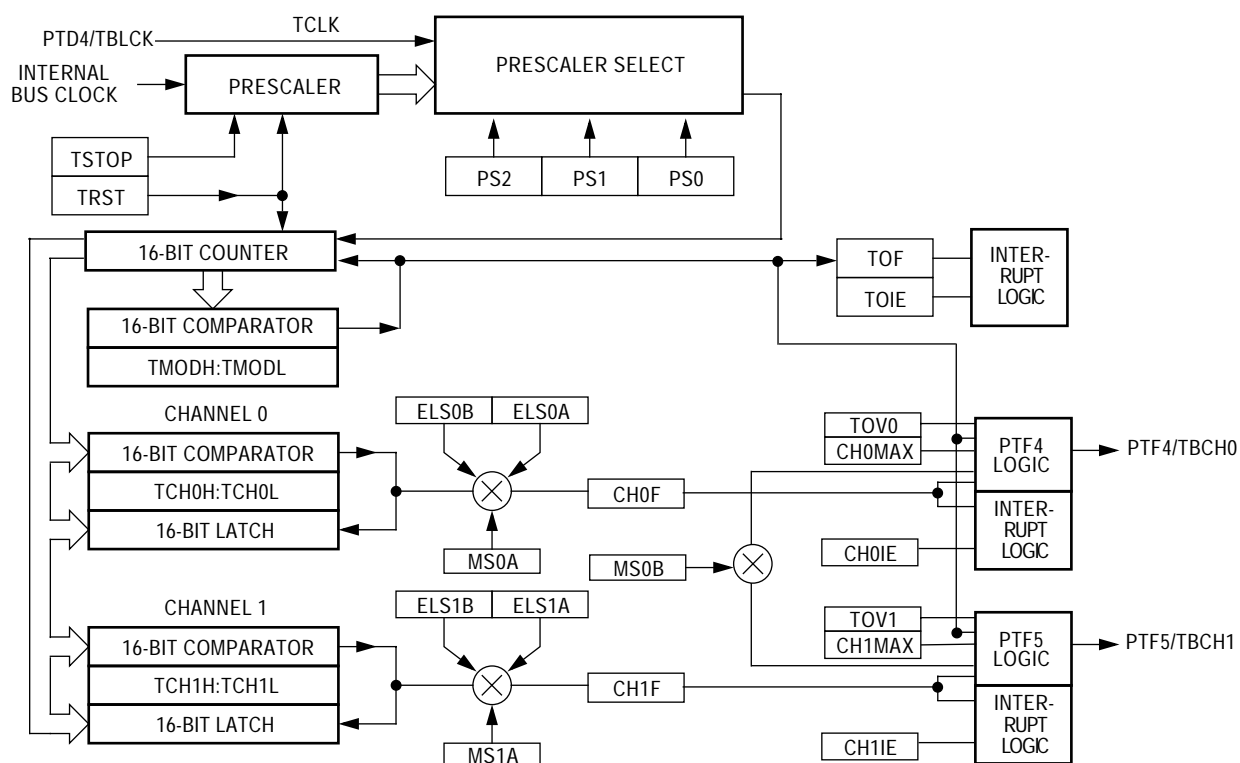 TCLK
PTD4/TBLCK
PRESCALER SELECT
INTERNAL
BUS CLOCK
PRESCALER
TSTOP
TRST
PS2
PS1
PS0
16-BIT COUNTER
TOF
TOIE
INTER-
RUPT
LOGIC
16-BIT COMPARATOR
TMODH:TMODL
CHANNEL 0
ELS0B
ELS0A
16-BIT COMPARATOR
TCH0H:TCH0L
16-BIT LATCH
MS0A
CH0F
MS0B
TOV0
CH0MAX
PTF4
LOGIC
PTF4/TBCH0
INTER-
RUPT
LOGIC
CH0IE
CHANNEL 1
ELS1B
ELS1A
16-BIT COMPARATOR
TCH1H:TCH1L
16-BIT LATCH
MS1A
CH1F
TOV1
CH1MAX
PTF5
LOGIC
PTF5/TBCH1
INTER-
RUPT
LOGIC
CH1IE